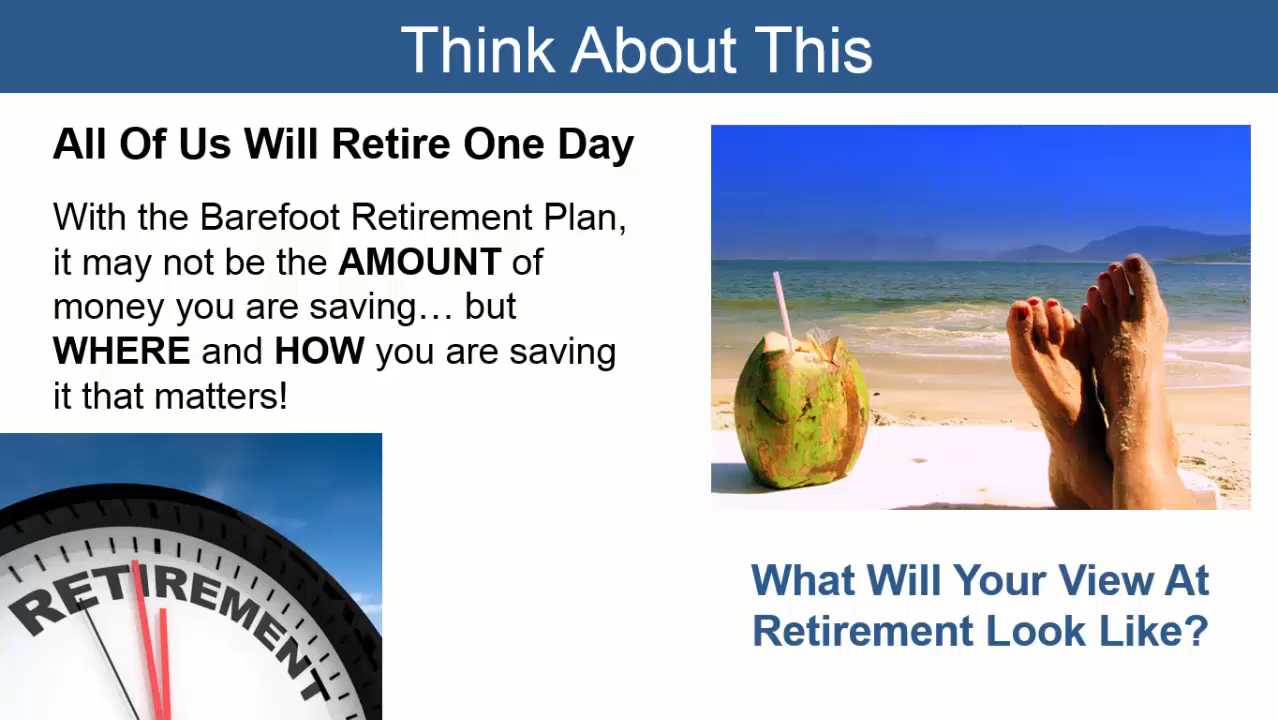 Think About This
All Of Us Will Retire One Day
With the Barefoot Retirement Plan,
it may not be the AMOUNT of
money you are saving… but
WHERE and HOW you are saving
it that matters!
RETIREMENT
What Will Your View At
Retirement Look Like?